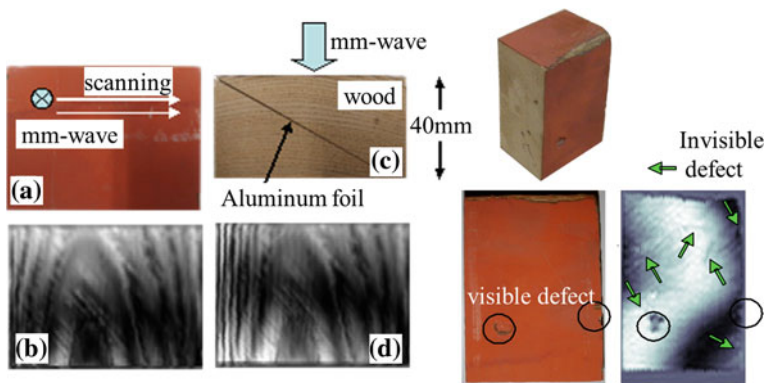 mm-wave
scanning
mm-wave
(a)
wood
(c)
Aluminum foil
40mm
(b)
(d)
Invisible
defect
visible defect